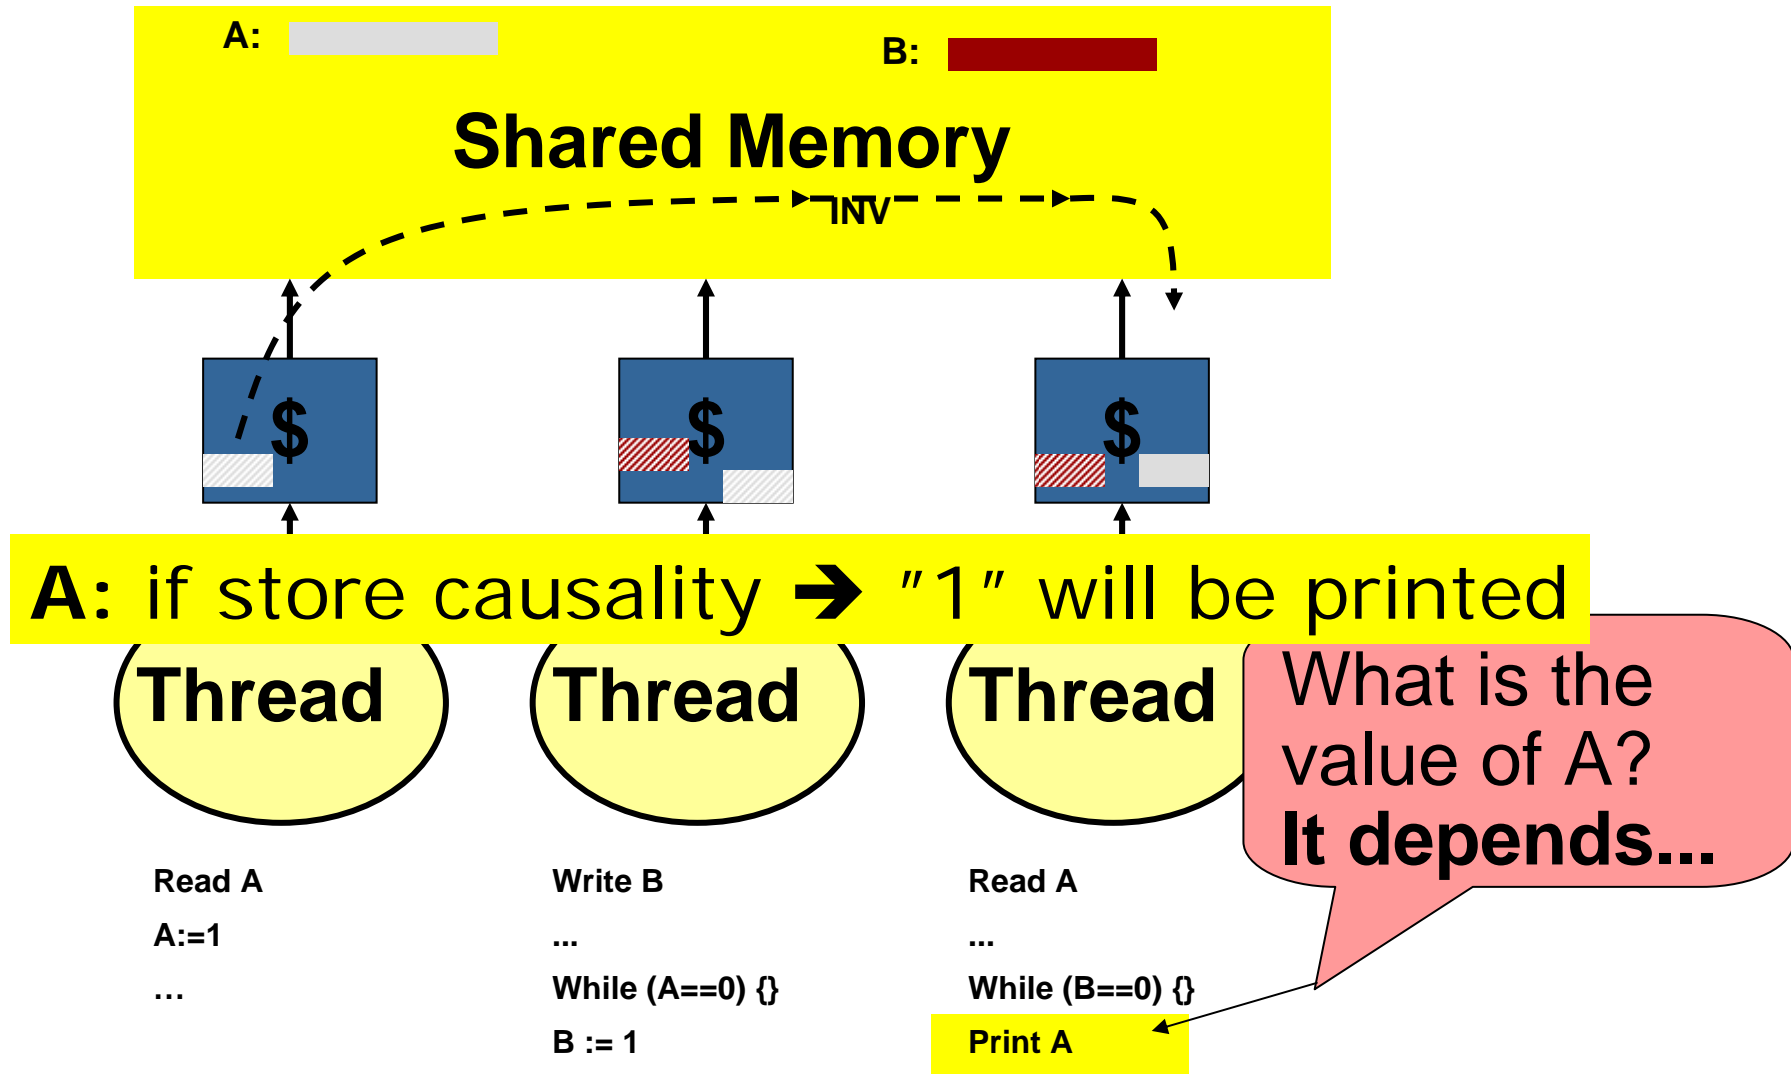 A:
B:
Shared Memory
INV
$ $ $
A: if store causality ➔ "1" will be printed
Thread Thread Thread
What is the
value of A?
It depends...
Read A
A:=1
…
Write B
...
While (A==0) {}
B := 1
Read A
...
While (B==0) {}
Print A